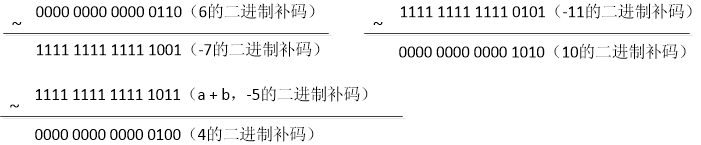 ~ 0000 0000 0000 0110（6的二进制补码）
1111 1111 1111 1001（-7的二进制补码）
~ 1111 1111 1111 0101（-11的二进制补码）
0000 0000 0000 1010（10的二进制补码）
~ 1111 1111 1111 1011（a + b，-5的二进制补码）
0000 0000 0000 0100（4的二进制补码）